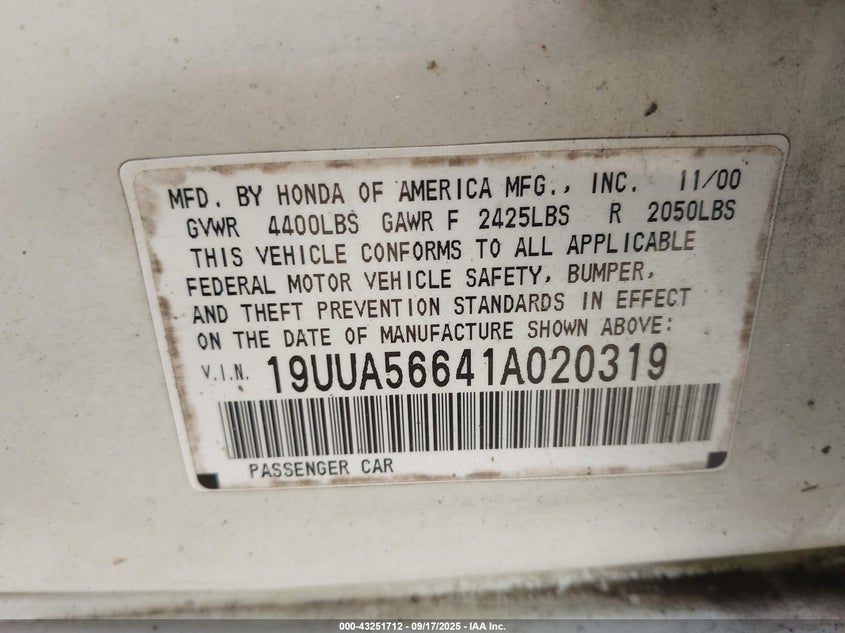 MFD. BY HONDA OF AMERICA MFG., INC. 11/00
GVWR 4400LBS GAWR F 2425LBS R 2050LBS
THIS VEHICLE CONFORMS TO ALL APPLICABLE
FEDERAL MOTOR VEHICLE SAFETY, BUMPER,
AND THEFT PREVENTION STANDARDS IN EFFECT
ON THE DATE OF MANUFACTURE SHOWN ABOVE:
V.I.N. 19UUA56641A020319
PASSENGER CAR
000-43251712 - 09/17/2025 - IAA Inc.